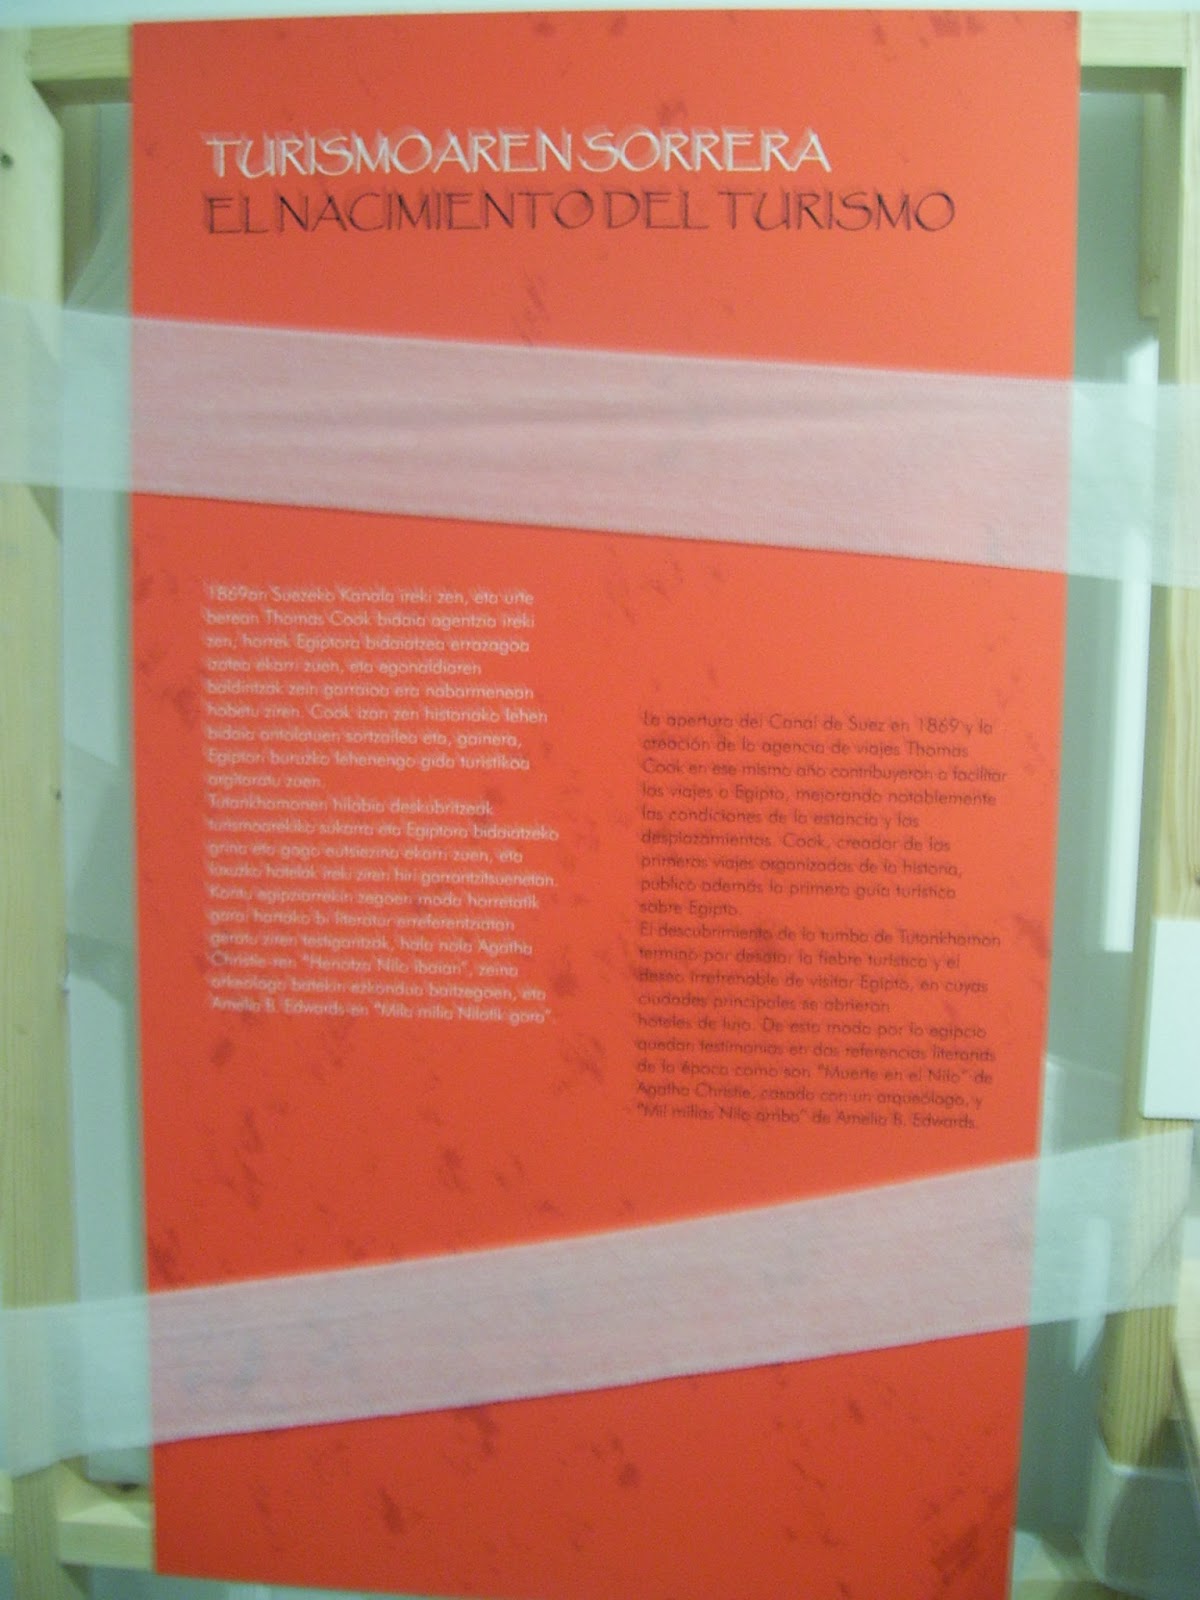 TURISMOAREN SORRERA
EL NACIMIENTO DEL TURISMO
1869an Suezeko Kanala ireki zen, eta urte
berean Thomas Cook bidaia agentzia ireki
zen, horrek Egiptora bidaiatzea errazagoa
izatea ekarri zuen, eta egonaldiaren
baldintzak zein garraioa era nabarmenean
hobetu ziren. Cook izan zen historiako lehen
bidaia antolatuen sortzailea eta, gainera,
Egiptori buruzko lehenengo gida turistikoa
argitaratu zuen.
Tutankhamonen hilobia deskubritzeak
turismoarekiko sukarra eta Egiptora bidaiatzeko
grina eta gogo eutsiezina ekarri zuen, eta
luxuzko hotelak ireki ziren hiri garrantzitsuenetan.
Kontu egipziarrekin zegoen moda horretatik
garai hartako bi literatur erreferentziatan
geratu ziren testigantzak, hala nola Agatha
Christie-ren "Heriotza Nilo ibaian", zeina
arkeologo batekin ezkondua baitzegoen, eta
Amelia B. Edwards-en "Mila milia Nilotik gora".
La apertura del Canal de Suez en 1869 y la
creación de la agencia de viajes Thomas
Cook en ese mismo año contribuyeron a facilitar
los viajes a Egipto, mejorando notablemente
las condiciones de la estancia y los
desplazamientos. Cook, creador de los
primeros viajes organizados de la historia,
publicó además la primera guía turística
sobre Egipto.
El descubrimiento de la tumba de Tutankhamon
terminó por desatar la fiebre turística y el
deseo irrefrenable de visitar Egipto, en cuyas
ciudades principales se abrieron
hoteles de lujo. De esta moda por lo egipcio
quedan testimonios en dos referencias literarias
de la época como son "Muerte en el Nilo" de
Agatha Christie, casada con un arqueólogo, y
"Mil millas Nilo arriba" de Amelia B. Edwards.